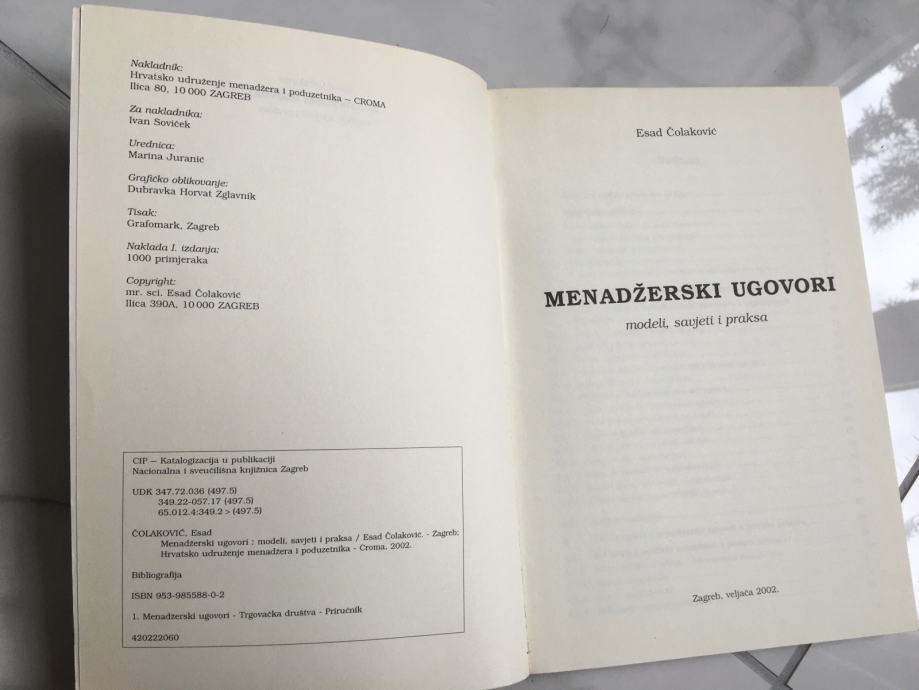 Nakladnik:
Hrvatsko udruženje menadžera i poduzetnika – CROMA
Ilica 80, 10 000 ZAGREB
Za nakladnika:
Ivan Soviček
Urednica:
Marina Juranić
Grafičko oblikovanje:
Dubravka Horvat Zglavnik
Tisak:
Grafomark, Zagreb
Naklada I. izdanja:
1000 primjeraka
Copyright:
mr. sci. Esad Čolaković
Ilica 390A, 10 000 ZAGREB
CIP – Katalogizacija u publikaciji
Nacionalna i sveučilišna knjižnica Zagreb
UDK 347.72.036 (497.5)
349.22-057.17 (497.5)
65.012.4:349.2 > (497.5)
ČOLAKOVIĆ, Esad
Menadžerski ugovori : modeli, savjeti i praksa / Esad Čolaković. - Zagreb;
Hrvatsko udruženje menadžera i poduzetnika - Croma, 2002.
Bibliografija
ISBN 953-985588-0-2
1. Menadžerski ugovori - Trgovačka društva - Priručnik
420222060
Esad Čolaković
MENADŽERSKI UGOVORI
modeli, savjeti i praksa
Zagreb, veljača 2002.